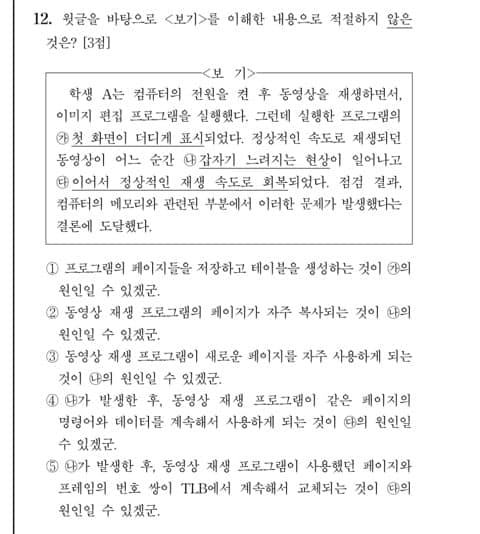 12. 윗글을 바탕으로 <보기>를 이해한 내용으로 적절하지 않은
것은? [3점]
<보 기>
학생 A는 컴퓨터의 전원을 켠 후 동영상을 재생하면서,
이미지 편집 프로그램을 실행했다. 그런데 실행한 프로그램의
㉮첫 화면이 더디게 표시되었다. 정상적인 속도로 재생되던
동영상이 어느 순간 ㉯갑자기 느려지는 현상이 일어나고
㉰이어서 정상적인 재생 속도로 회복되었다. 점검 결과,
컴퓨터의 메모리와 관련된 부분에서 이러한 문제가 발생했다는
결론에 도달했다.
① 프로그램의 페이지들을 저장하고 테이블을 생성하는 것이 ㉮의
원인일 수 있겠군.
② 동영상 재생 프로그램의 페이지가 자주 복사되는 것이 ㉯의
원인일 수 있겠군.
③ 동영상 재생 프로그램이 새로운 페이지를 자주 사용하게 되는
것이 ㉯의 원인일 수 있겠군.
④ ㉯가 발생한 후, 동영상 재생 프로그램이 같은 페이지의
명령어와 데이터를 계속해서 사용하게 되는 것이 ㉰의 원인일
수 있겠군.
⑤ ㉯가 발생한 후, 동영상 재생 프로그램이 사용했던 페이지와
프레임의 번호 쌍이 TLB에서 계속해서 교체되는 것이 ㉰의
원인일 수 있겠군.